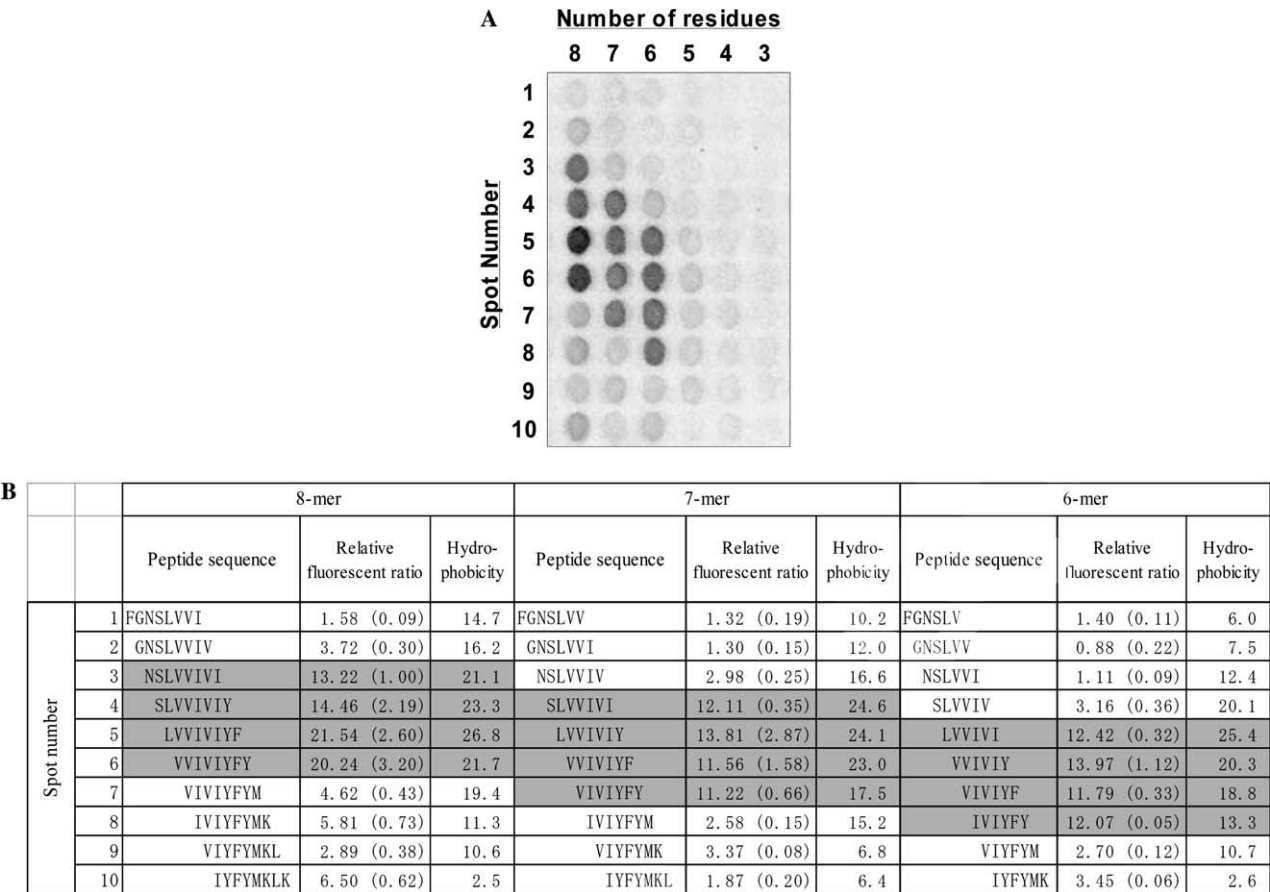 A
Number of residues
8 7 6 5 4 3
Spot Number
1
2
3
4
5
6
7
8
9
10
B
8-mer 7-mer 6-mer
Peptide sequence Relative fluorescent ratio Hydro-phobicity Peptide sequence Relative fluorescent ratio Hydro-phobicity Peptide sequence Relative fluorescent ratio Hydro-phobicity
Spot number
1 FGNSLVVI 1.58 (0.09) 14.7 FGNSLVV 1.32 (0.19) 10.2 FGNSLV 1.40 (0.11) 6.0
2 GNSLVVIV 3.72 (0.30) 16.2 GNSLVVI 1.30 (0.15) 12.0 GNSLVV 0.88 (0.22) 7.5
3 NSLVVIVI 13.22 (1.00) 21.1 NSLVVIV 2.98 (0.25) 16.6 NSLVVI 1.11 (0.09) 12.4
4 SLVVIVIY 14.46 (2.19) 23.3 SLVVIVI 12.11 (0.35) 24.6 SLVVIV 3.16 (0.36) 20.1
5 LVVIVIYF 21.54 (2.60) 26.8 LVVIVIY 13.81 (2.87) 24.1 LVVIVI 12.42 (0.32) 25.4
6 VVIVIYFY 20.24 (3.20) 21.7 VVIVIYF 11.56 (1.58) 23.0 VVIVIY 13.97 (1.12) 20.3
7 VIVIYFYM 4.62 (0.43) 19.4 VIVIYFY 11.22 (0.66) 17.5 VIVIYF 11.79 (0.33) 18.8
8 IVIYFYMK 5.81 (0.73) 11.3 IVIYFYM 2.58 (0.15) 15.2 IVIYFY 12.07 (0.05) 13.3
9 VIYFYMKL 2.89 (0.38) 10.6 VIYFYMK 3.37 (0.08) 6.8 VIYFYM 2.70 (0.12) 10.7
10 IYFYMKLK 6.50 (0.62) 2.5 IYFYMKL 1.87 (0.20) 6.4 IYFYMK 3.45 (0.06) 2.6